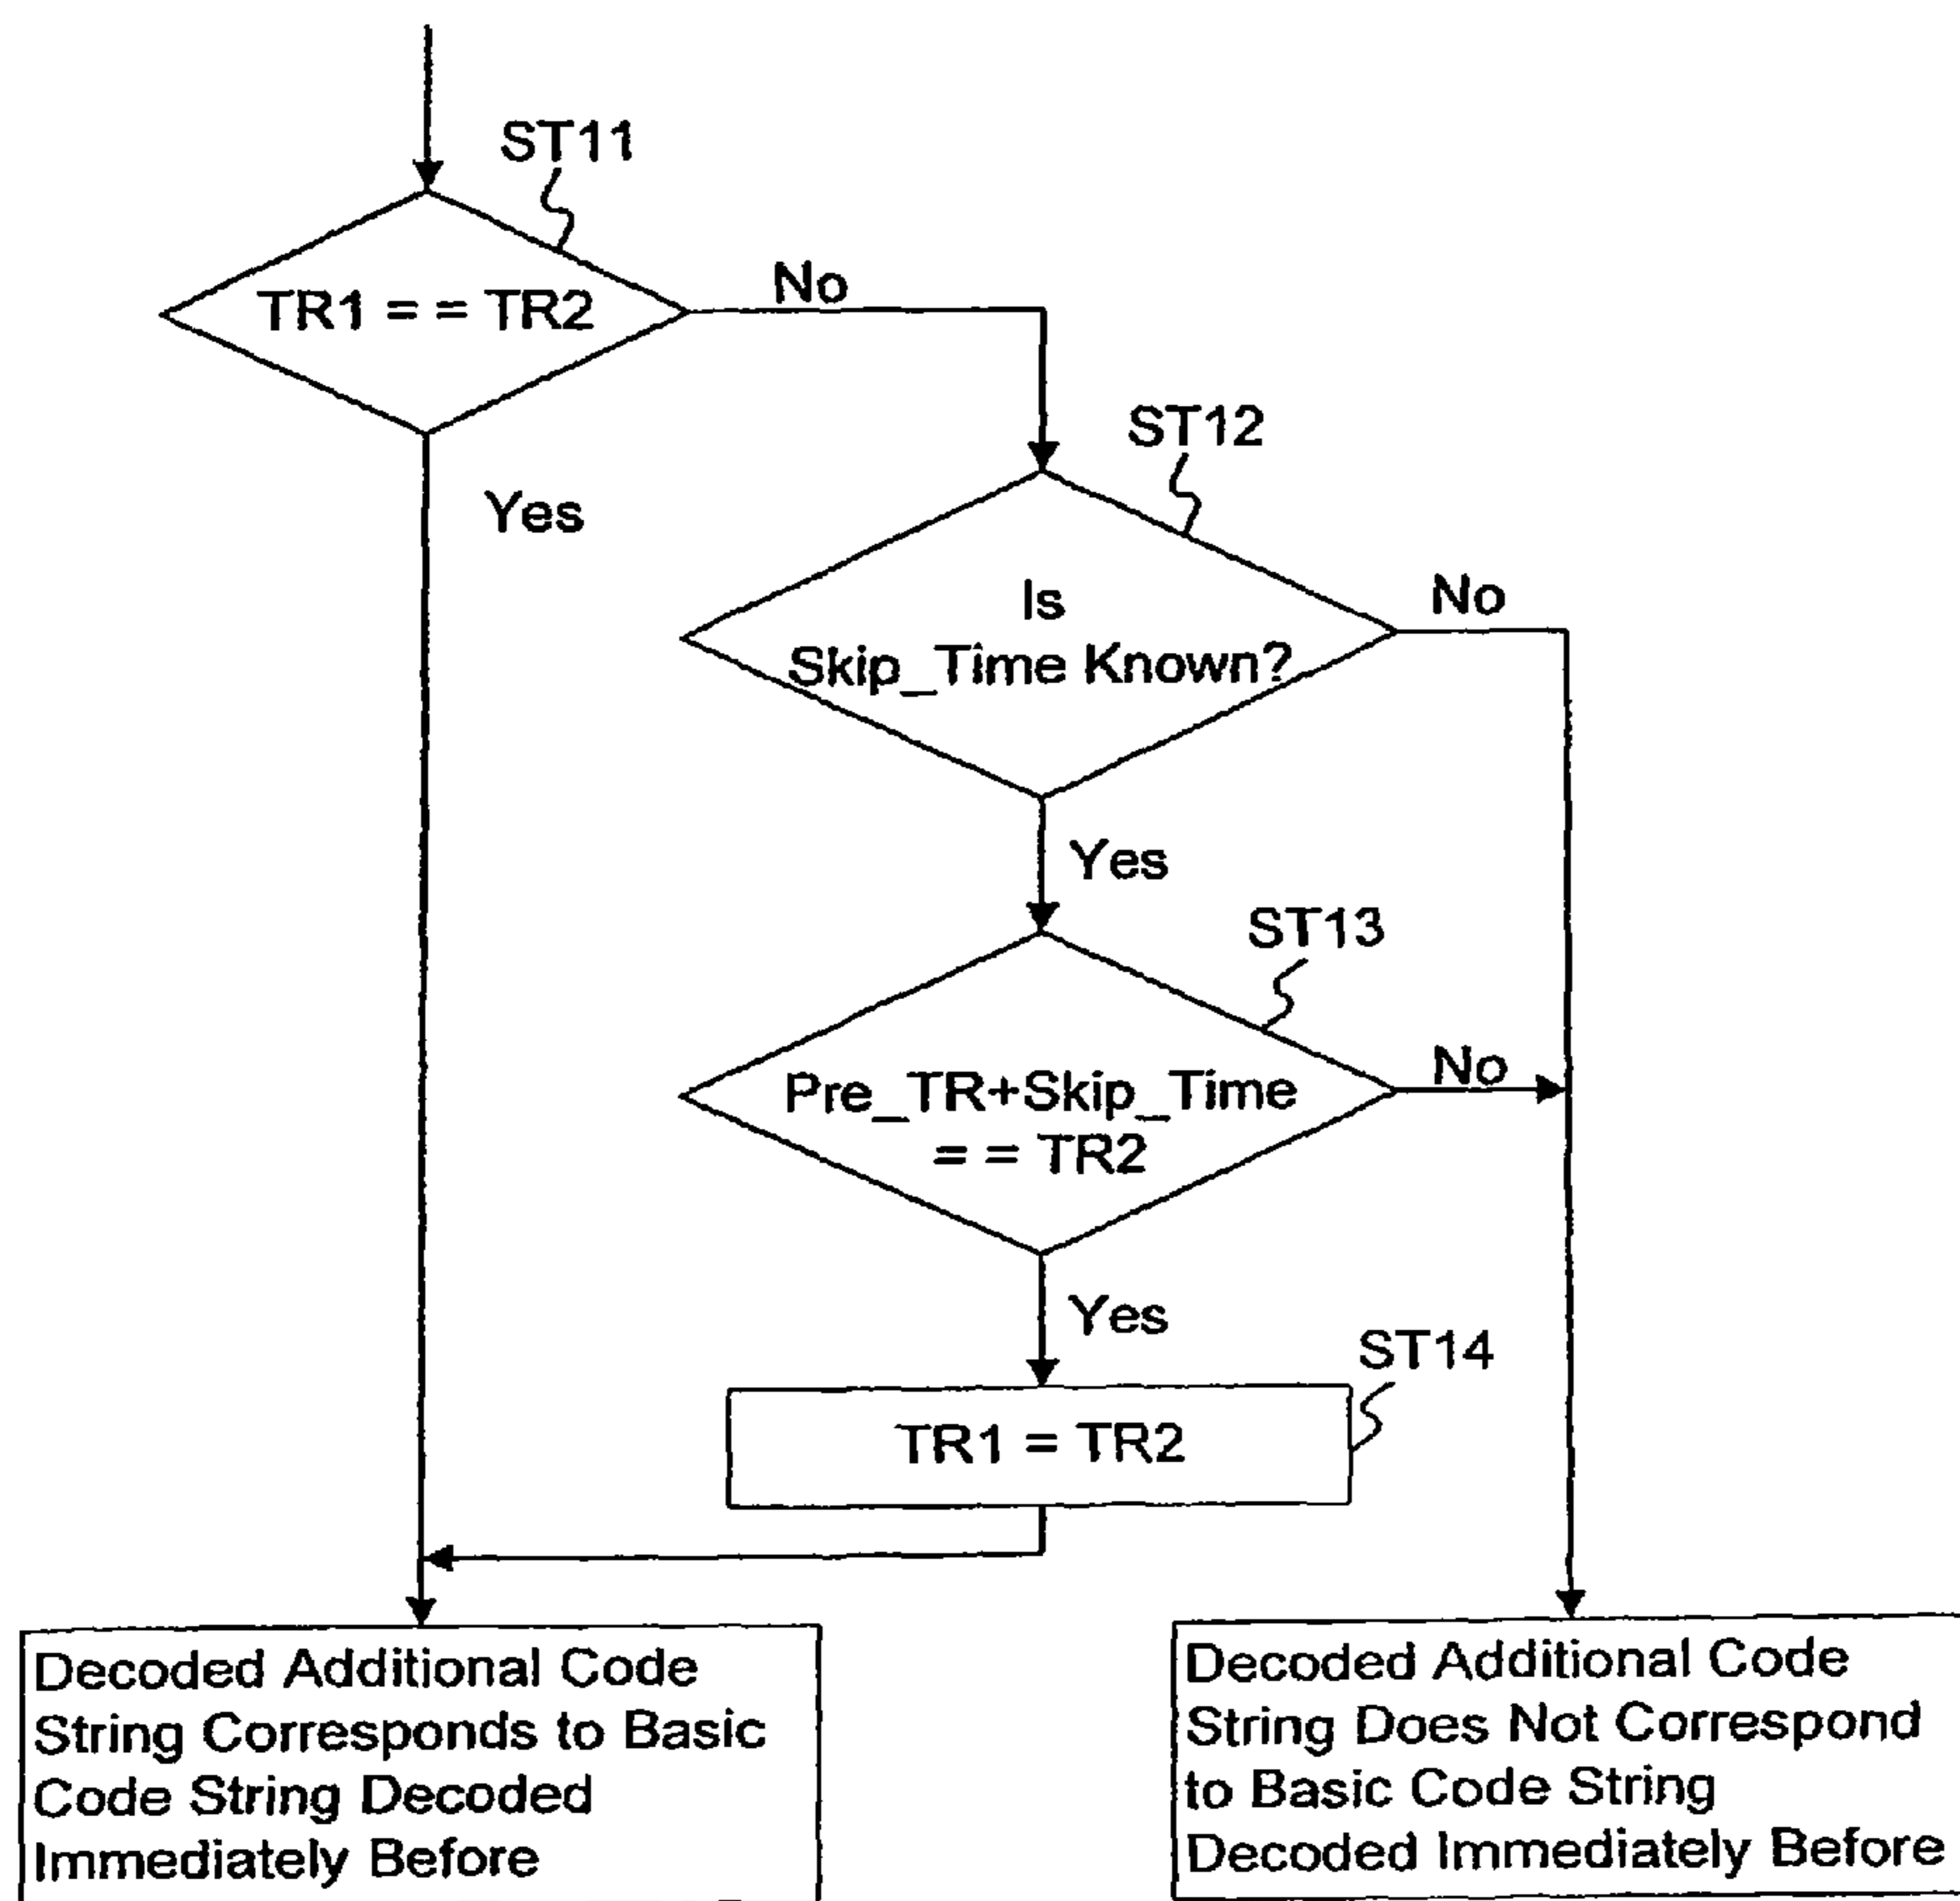 ST11
TR1 = = TR2
No
Yes
ST12
Is
Skip_Time Known?
No
Yes
ST13
Pre_TR+Skip_Time
= = TR2
No
Yes
ST14
TR1 = TR2
Decoded Additional Code
String Corresponds to Basic
Code String Decoded
Immediately Before
Decoded Additional Code
String Does Not Correspond
to Basic Code String
Decoded Immediately Before